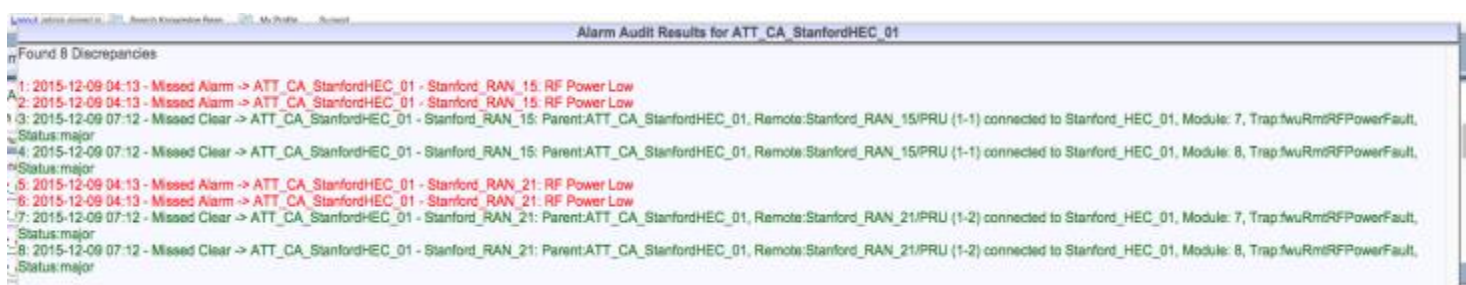 Search Knowledge Base My Profile
Alarm Audit Results for ATT_CA_StanfordHEC_01
Found 8 Discrepancies
1: 2015-12-09 04:13 - Missed Alarm -> ATT_CA_StanfordHEC_01 - Stanford_RAN_15: RF Power Low
2: 2015-12-09 04:13 - Missed Alarm -> ATT_CA_StanfordHEC_01 - Stanford_RAN_15: RF Power Low
3: 2015-12-09 07:12 - Missed Clear -> ATT_CA_StanfordHEC_01 - Stanford_RAN_15: Parent:ATT_CA_StanfordHEC_01, Remote:Stanford_RAN_15/PRU (1-1) connected to Stanford_HEC_01, Module: 7, Trap:fwuRmtRFPowerFault,
Status:major
4: 2015-12-09 07:12 - Missed Clear -> ATT_CA_StanfordHEC_01 - Stanford_RAN_15: Parent:ATT_CA_StanfordHEC_01, Remote:Stanford_RAN_15/PRU (1-1) connected to Stanford_HEC_01, Module: 8, Trap:fwuRmtRFPowerFault,
Status:major
5: 2015-12-09 04:13 - Missed Alarm -> ATT_CA_StanfordHEC_01 - Stanford_RAN_21: RF Power Low
6: 2015-12-09 04:13 - Missed Alarm -> ATT_CA_StanfordHEC_01 - Stanford_RAN_21: RF Power Low
7: 2015-12-09 07:12 - Missed Clear -> ATT_CA_StanfordHEC_01 - Stanford_RAN_21: Parent:ATT_CA_StanfordHEC_01, Remote:Stanford_RAN_21/PRU (1-2) connected to Stanford_HEC_01, Module: 7, Trap:fwuRmtRFPowerFault,
Status:major
8: 2015-12-09 07:12 - Missed Clear -> ATT_CA_StanfordHEC_01 - Stanford_RAN_21: Parent:ATT_CA_StanfordHEC_01, Remote:Stanford_RAN_21/PRU (1-2) connected to Stanford_HEC_01, Module: 8, Trap:fwuRmtRFPowerFault,
Status:major